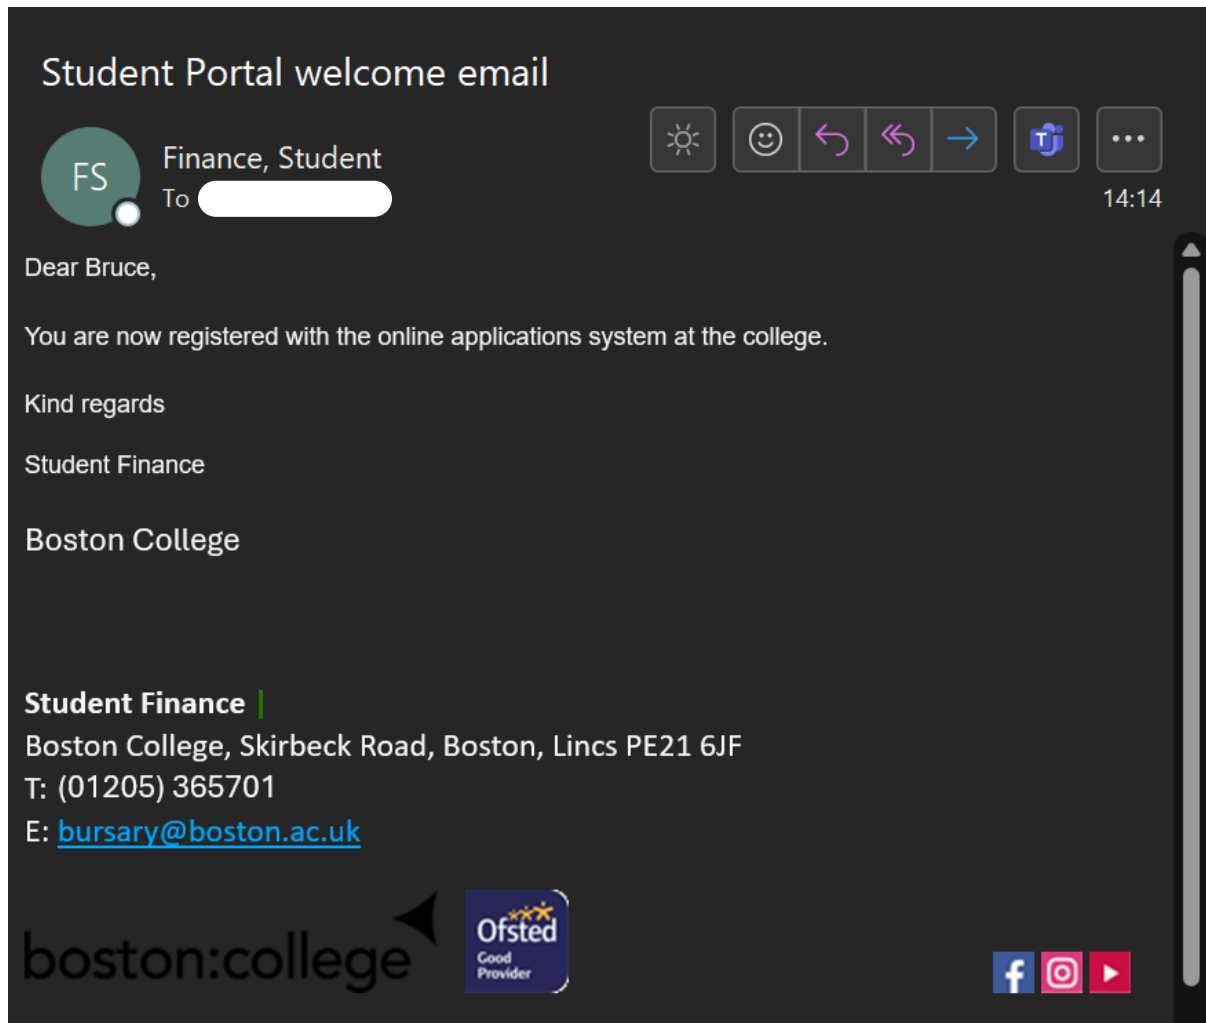 Student Portal welcome email
FS
Finance, Student
To
14:14
Dear Bruce,
You are now registered with the online applications system at the college.
Kind regards
Student Finance
Boston College
Student Finance |
Boston College, Skirbeck Road, Boston, Lincs PE21 6JF
T: (01205) 365701
E: bursary@boston.ac.uk
boston:college
Ofsted
Good
Provider